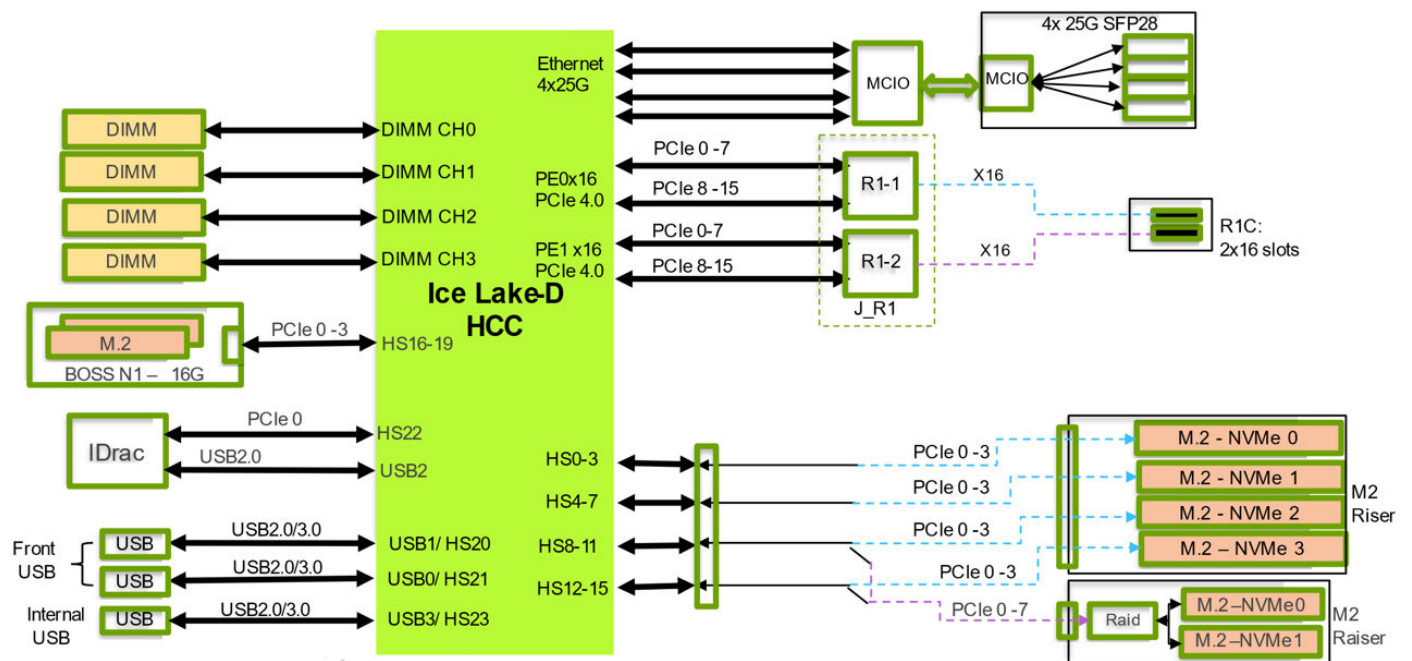 4x 25G SFP28
Ethernet
4x25G
MCIO
MCIO
DIMM
DIMM CH0
DIMM
DIMM CH1
DIMM
DIMM CH2
DIMM
DIMM CH3
PE0x16
PCIe 4.0
PCIe 0 -7
PCIe 8 -15
R1-1
X16
PE1 x16
PCIe 4.0
PCIe 0-7
PCIe 8-15
R1-2
X16
J_R1
R1C:
2x16 slots
Ice Lake-D
HCC
M.2
BOSS N1 – 16G
PCIe 0 -3
HS16-19
IDrac
PCIe 0
HS22
USB2.0
USB2
HS0-3
HS4-7
HS8-11
HS12-15
PCIe 0 -3
PCIe 0 -3
PCIe 0 -3
PCIe 0 -3
M.2 - NVMe 0
M.2 - NVMe 1
M.2 - NVMe 2
M.2 – NVMe 3
M2
Riser
Front
USB
USB
USB2.0/3.0
USB1/ HS20
USB
USB2.0/3.0
USB0/ HS21
Internal
USB
USB
USB2.0/3.0
USB3/ HS23
PCIe 0 -7
Raid
M.2–NVMe0
M.2–NVMe1
M2
Raiser